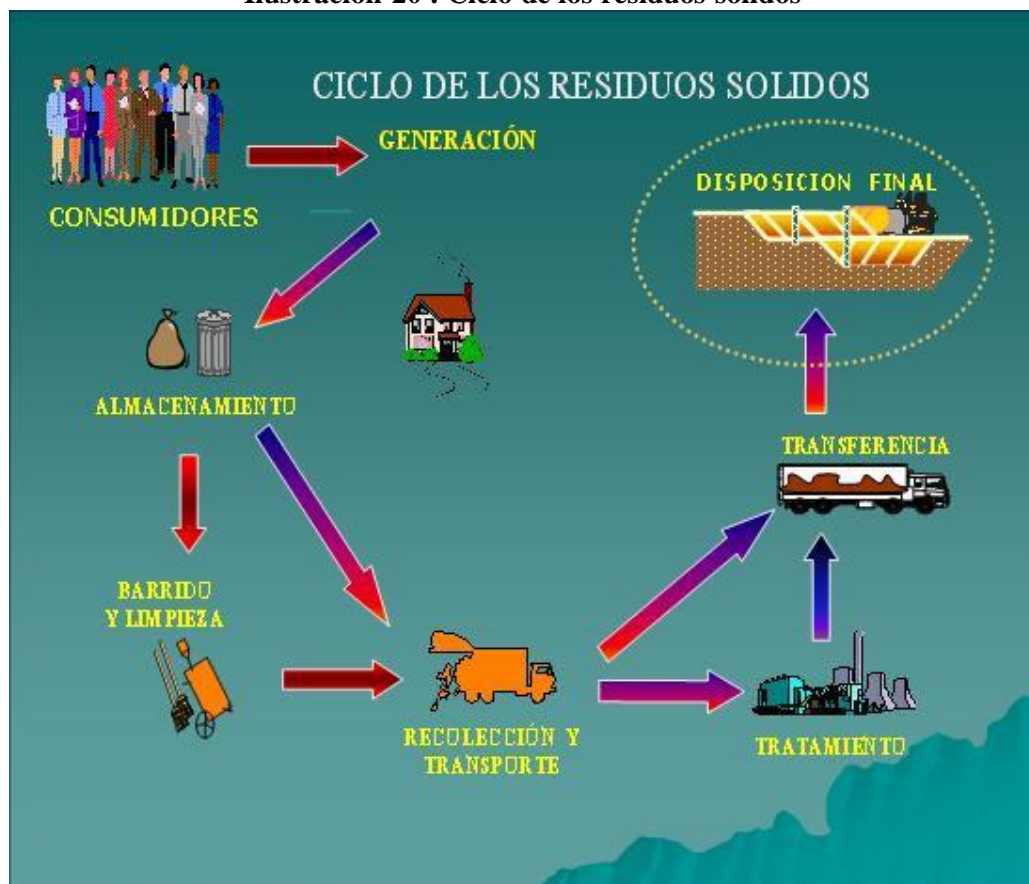 Ilustración 20 . Ciclo de los residuos sólidos
CICLO DE LOS RESIDUOS SOLIDOS
GENERACIÓN
CONSUMIDORES
DISPOSICION FINAL
ALMACENAMIENTO
TRANSFERENCIA
BARRIDO
Y LIMPIEZA
RECOLECCIÓN Y
TRANSPORTE
TRATAMIENTO